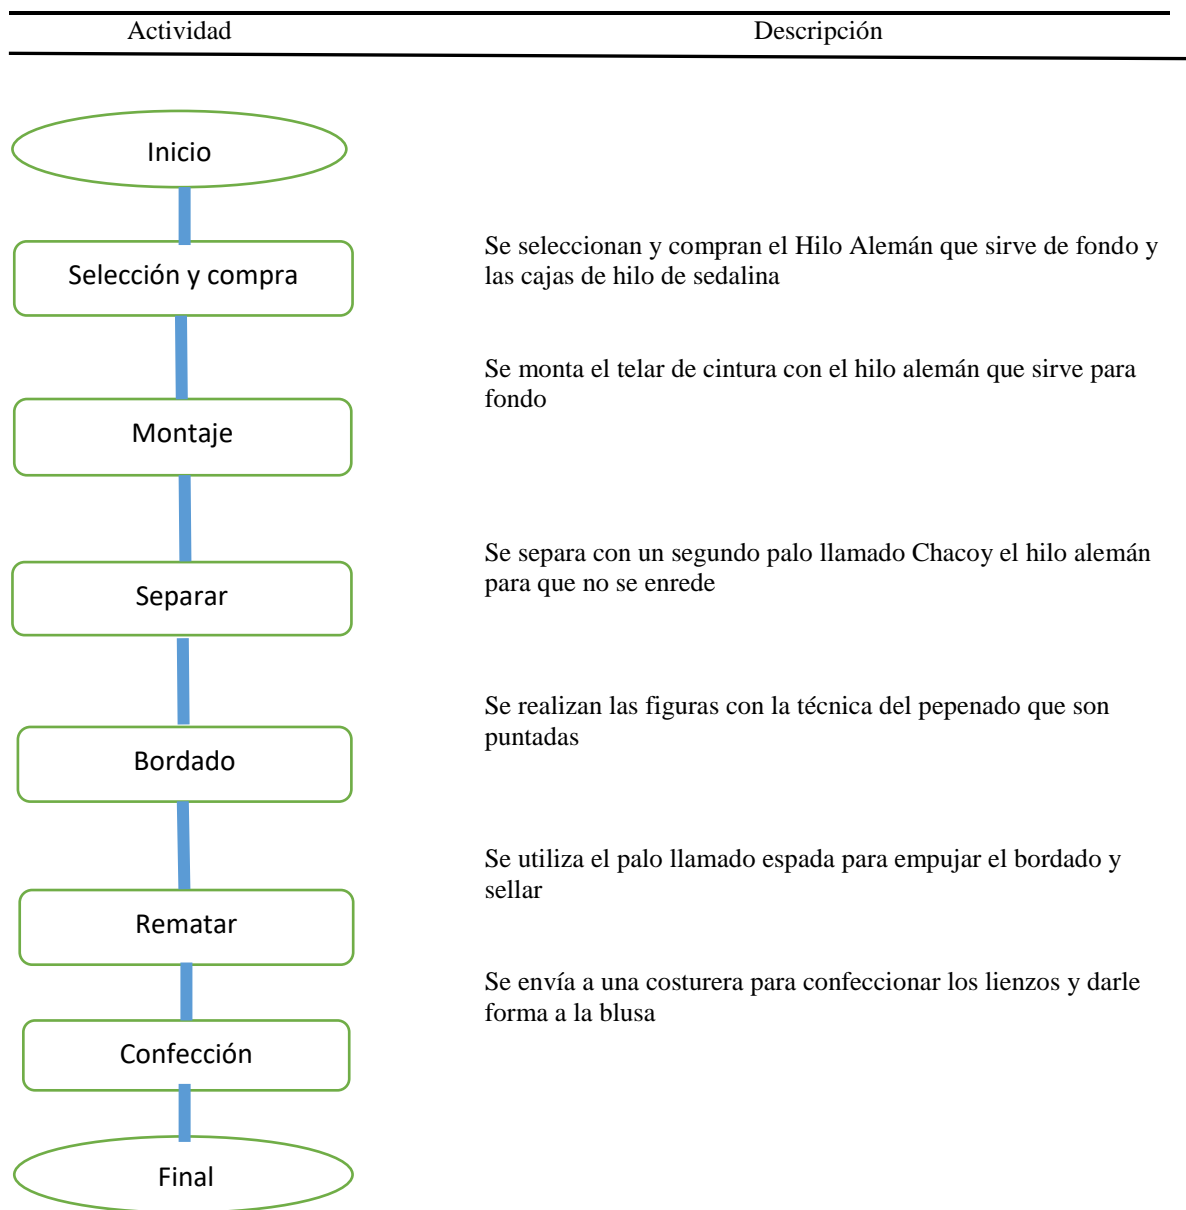 Actividad Descripción
Inicio
Se seleccionan y compran el Hilo Alemán que sirve de fondo y
las cajas de hilo de sedalina
Selección y compra
Se monta el telar de cintura con el hilo alemán que sirve para
fondo
Montaje
Se separa con un segundo palo llamado Chacoy el hilo alemán
para que no se enrede
Separar
Se realizan las figuras con la técnica del pepenado que son
puntadas
Bordado
Se utiliza el palo llamado espada para empujar el bordado y
sellar
Rematar
Se envía a una costurera para confeccionar los lienzos y darle
forma a la blusa
Confección
Final